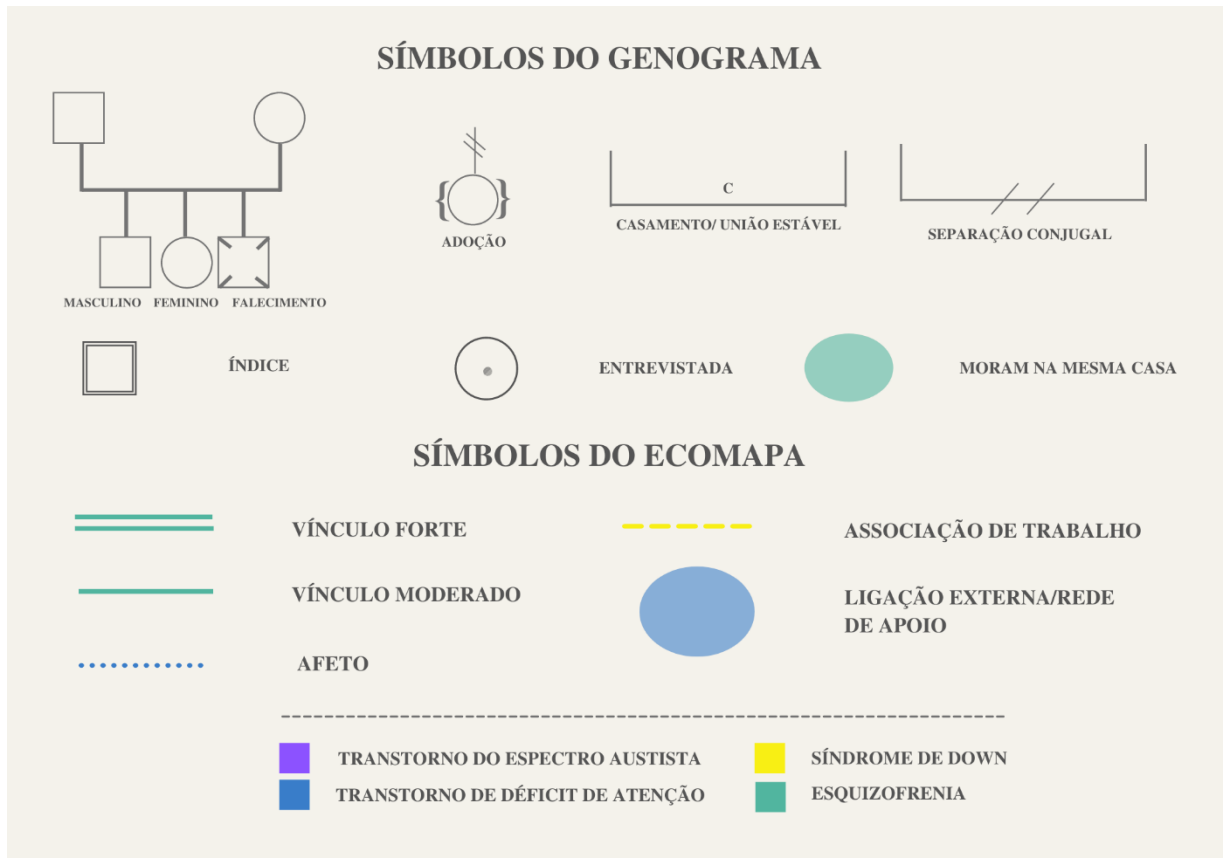 SÍMBOLOS DO GENOGRAMA
C
CASAMENTO/ UNIÃO ESTÁVEL
ADOÇÃO
SEPARAÇÃO CONJUGAL
MASCULINO FEMININO FALECIMENTO
ÍNDICE
ENTREVISTADA
MORAM NA MESMA CASA
SÍMBOLOS DO ECOMAPA
VÍNCULO FORTE
ASSOCIAÇÃO DE TRABALHO
VÍNCULO MODERADO
LIGAÇÃO EXTERNA/REDE
DE APOIO
AFETO
TRANSTORNO DO ESPECTRO AUSTISTA
SÍNDROME DE DOWN
TRANSTORNO DE DÉFICIT DE ATENÇÃO
ESQUIZOFRENIA